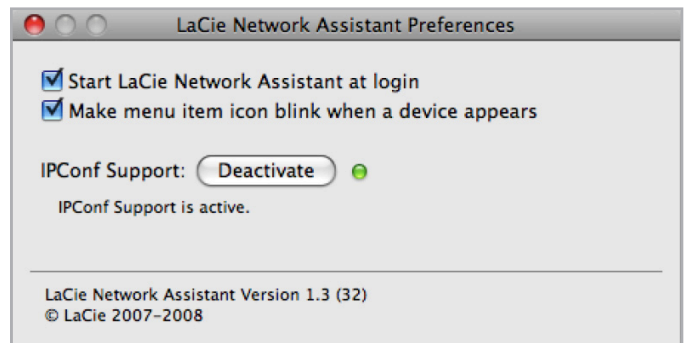 LaCie Network Assistant Preferences
Start LaCie Network Assistant at login
Make menu item icon blink when a device appears
IPConf Support: Deactivate
IPConf Support is active.
LaCie Network Assistant Version 1.3 (32)
© LaCie 2007–2008